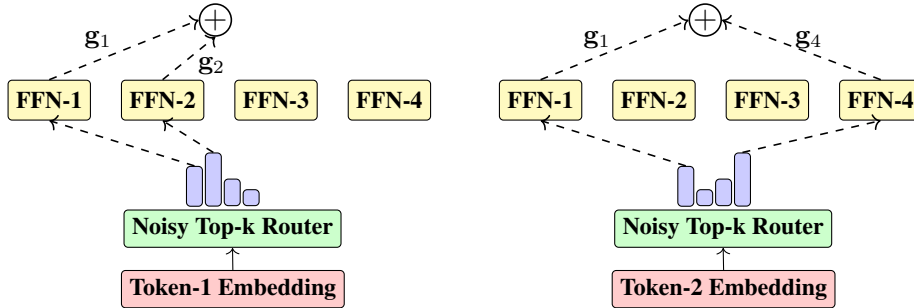 g1 g2
FFN-1 FFN-2 FFN-3 FFN-4
Noisy Top-k Router
Token-1 Embedding
g1 g4
FFN-1 FFN-2 FFN-3 FFN-4
Noisy Top-k Router
Token-2 Embedding